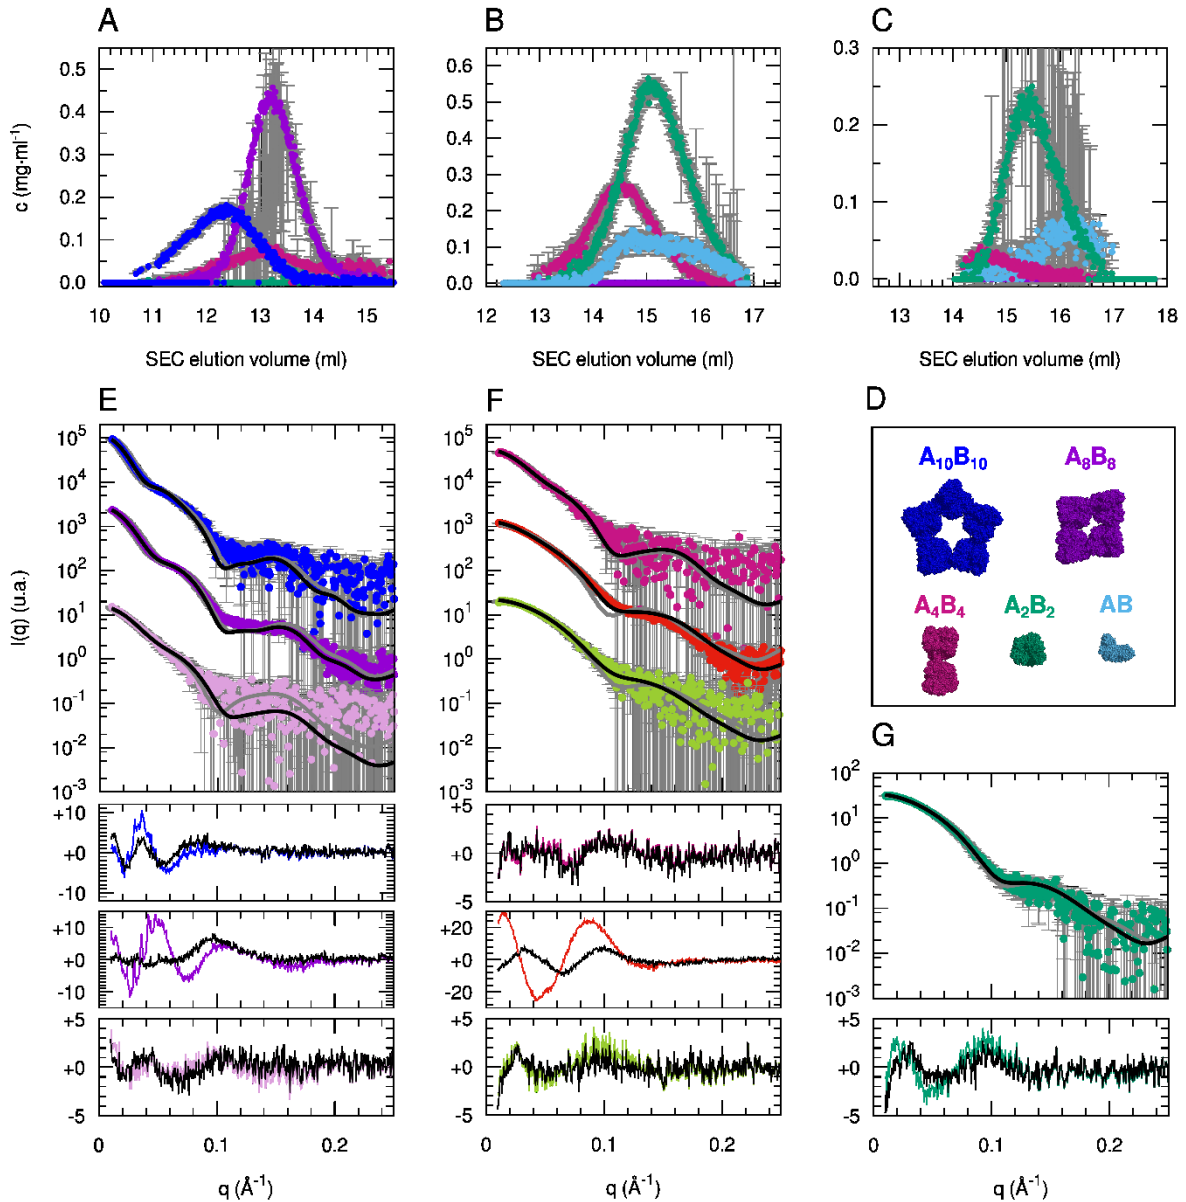 A
B
C
c (mg·ml⁻¹)
0.5
0.4
0.3
0.2
0.1
0.0
10 11 12 13 14 15
SEC elution volume (ml)
0.6
0.5
0.4
0.3
0.2
0.1
0.0
12 13 14 15 16 17
SEC elution volume (ml)
0.3
0.2
0.1
0.0
13 14 15 16 17 18
SEC elution volume (ml)
E
F
D
I(q) (u.a.)
10⁵
10⁴
10³
10²
10¹
10⁰
10⁻¹
10⁻²
10⁻³
10⁵
10⁴
10³
10²
10¹
10⁰
10⁻¹
10⁻²
10⁻³
A₁₀B₁₀ A₈B₈
A₄B₄ A₂B₂ AB
G
10²
10¹
10⁰
10⁻¹
10⁻²
10⁻³
+10
+0
-10
+10
+0
-10
+5
+0
-5
0 0.1 0.2
q (Å⁻¹)
+5
+0
-5
+20
+0
-20
+5
+0
-5
0 0.1 0.2
q (Å⁻¹)
+5
+0
-5
0 0.1 0.2
q (Å⁻¹)